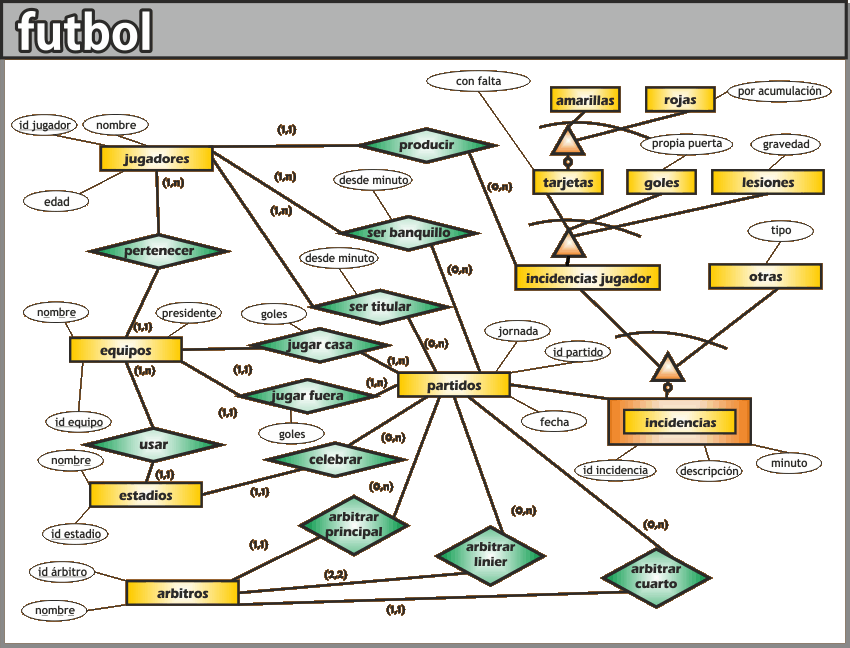 futbol
con falta
amarillas
rojas
por acumulación
id jugador
nombre
(1,1)
producir
propia puerta
gravedad
jugadores
desde minuto
(1,n)
(1,n)
(0,n)
tarjetas
goles
lesiones
edad
(1,n)
ser banquillo
tipo
pertenecer
desde minuto
(0,n)
incidencias jugador
otras
nombre
presidente
goles
ser titular
(1,1)
jornada
equipos
jugar casa
(0,n)
id partido
(1,n)
(1,1)
(1,n)
(1,n)
partidos
jugar fuera
id equipo
(1,1)
goles
fecha
incidencias
usar
(0,n)
nombre
celebrar
id incidencia
descripción
minuto
(1,1)
(1,1)
(0,n)
estadios
id estadio
arbitrar
principal
(0,n)
(0,n)
(1,1)
arbitrar
linier
id árbitro
(2,2)
arbitrar
cuarto
arbitros
nombre
(1,1)